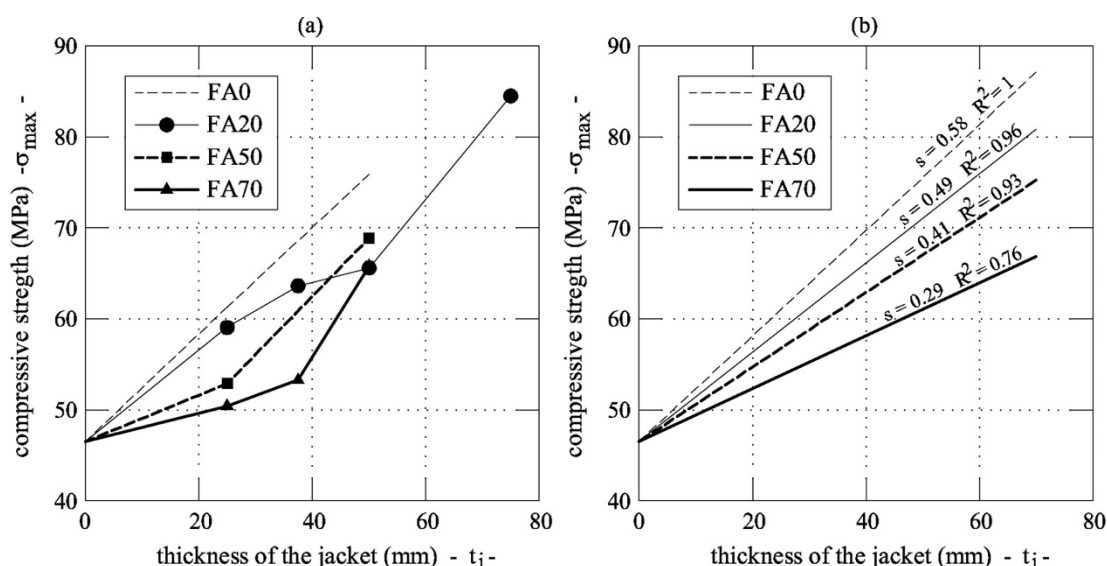 (a)
90
80
70
60
50
40
0
20
40
60
80
compressive stregth (MPa) -σmax -
thickness of the jacket (mm) - tj -
FA0
FA20
FA50
FA70
(b)
90
80
70
60
50
40
0
20
40
60
80
compressive stregth (MPa) -σmax -
thickness of the jacket (mm) - tj -
FA0
FA20
FA50
FA70
s = 0.58 R² = 1
s = 0.49 R² = 0.96
s = 0.41 R² = 0.93
s = 0.29 R² = 0.76